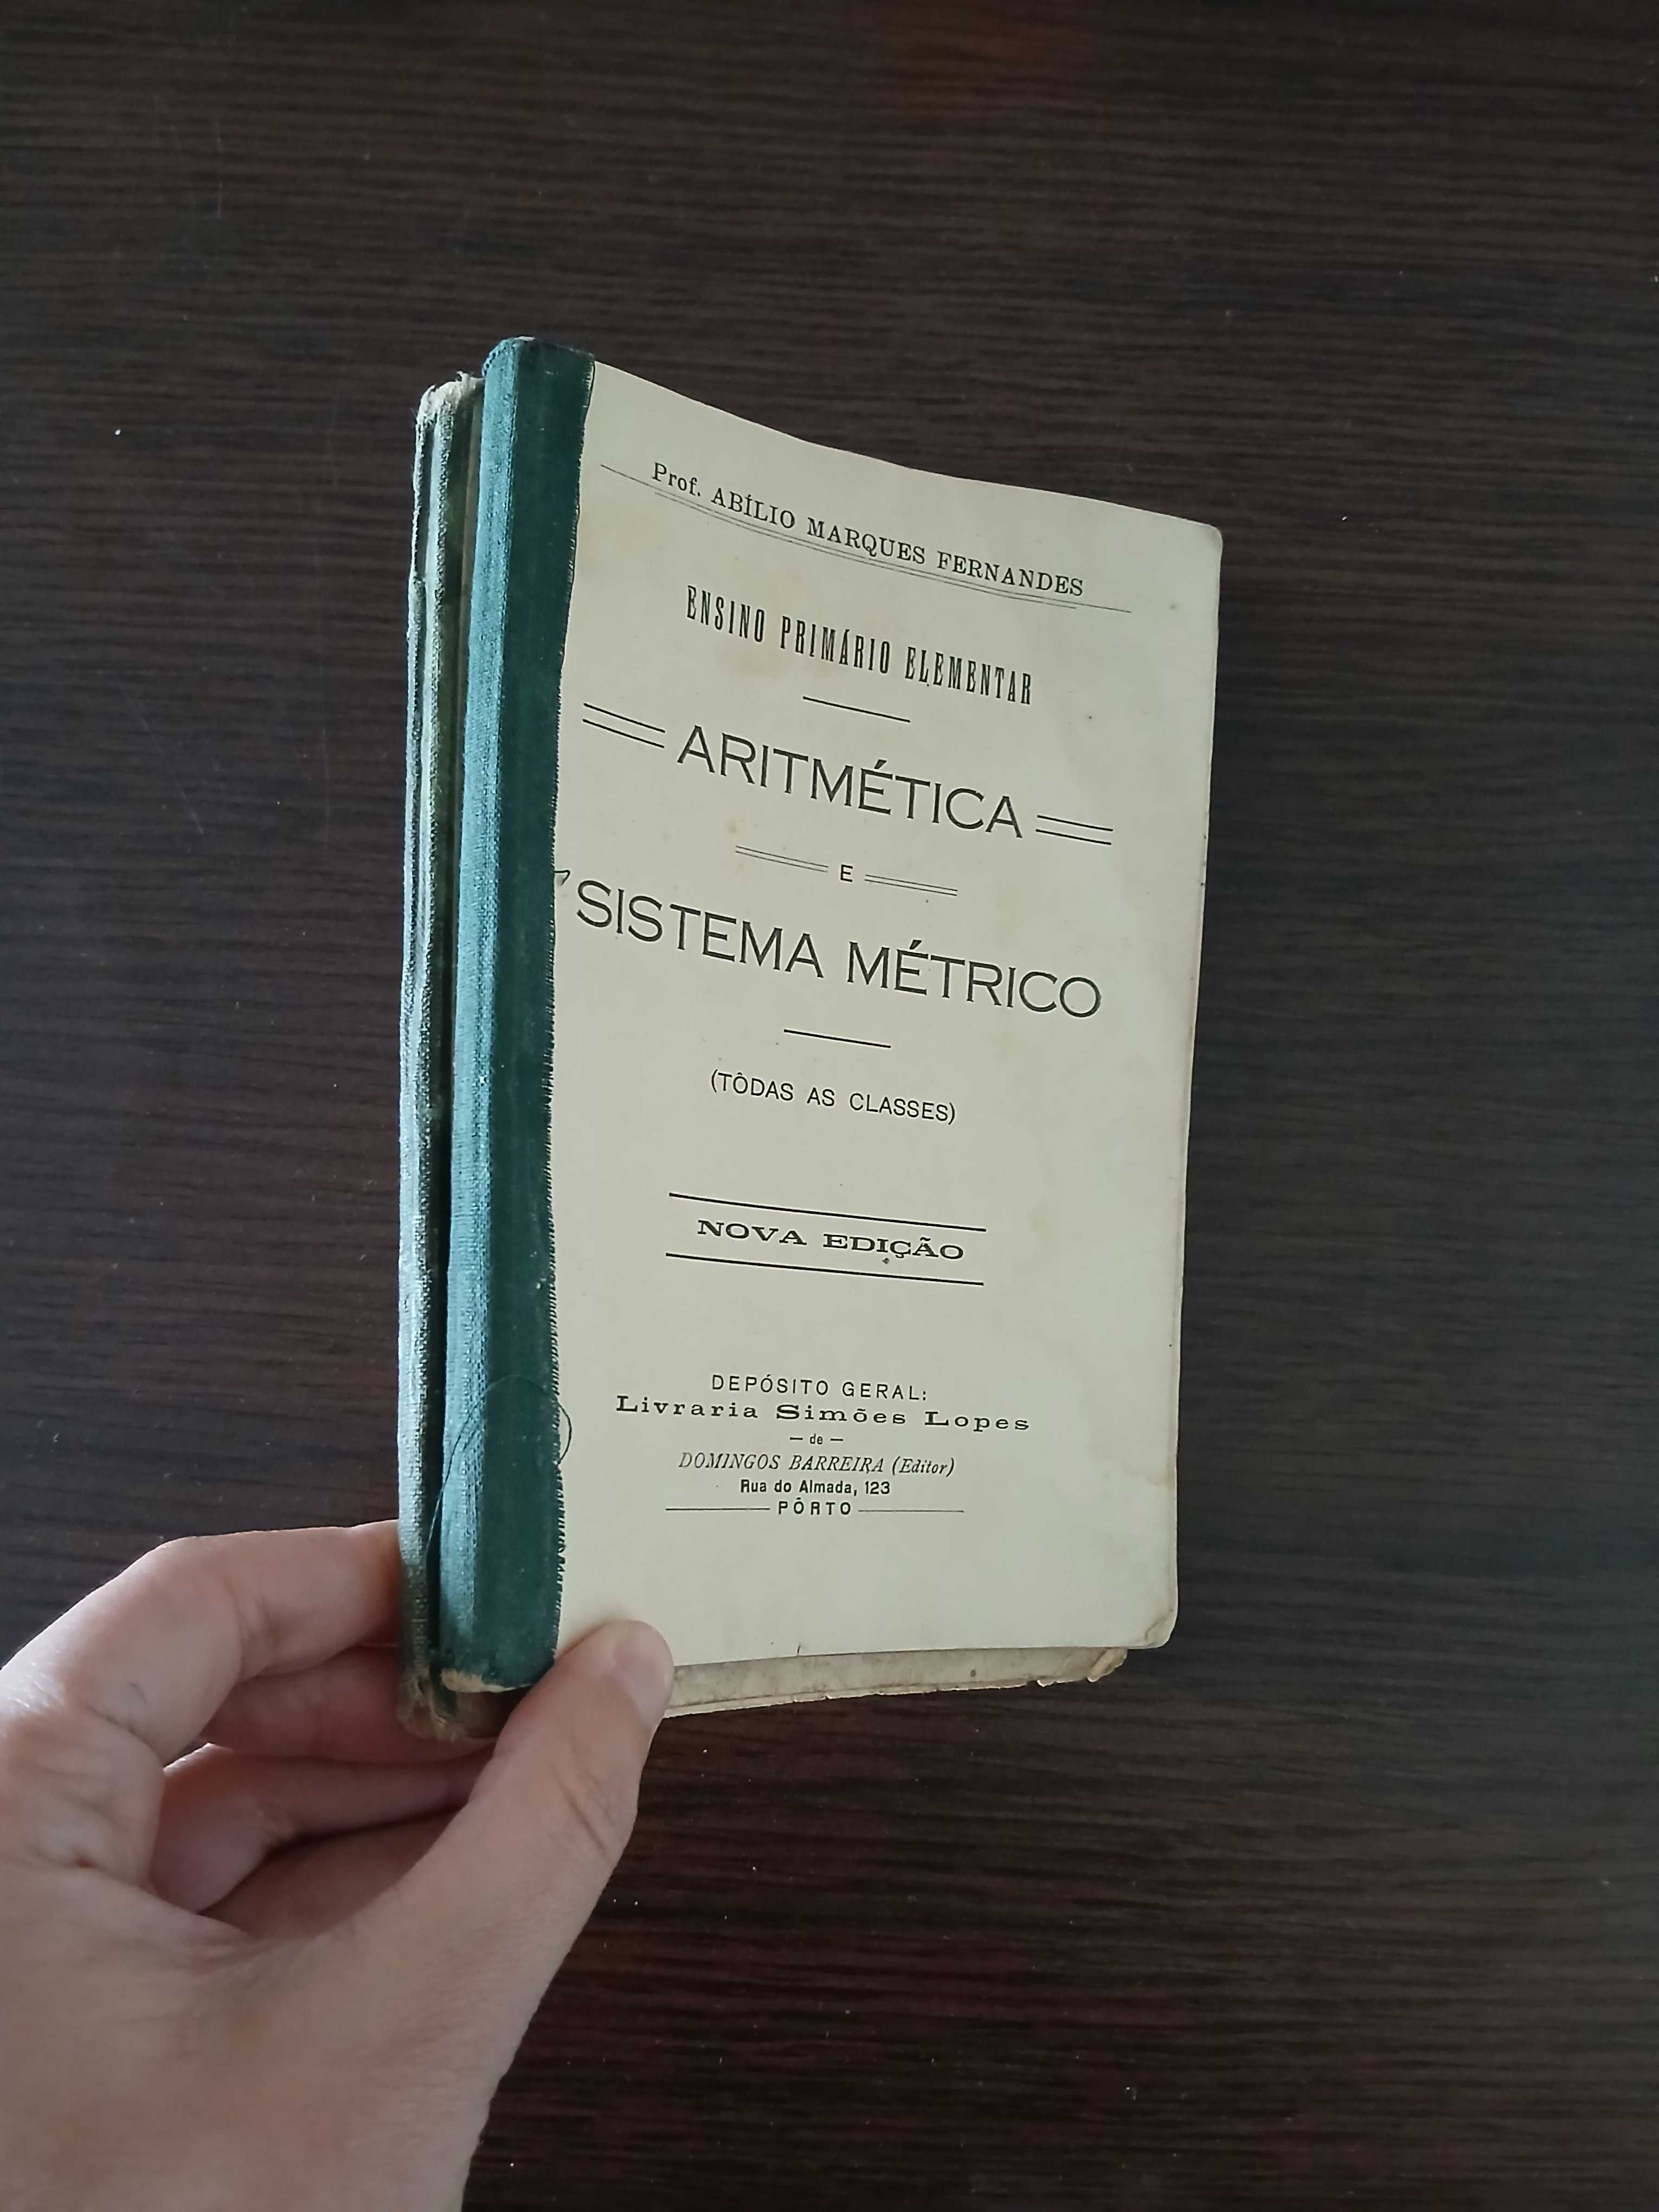 Prof. ABÍLIO MARQUES FERNANDES
ENSINO PRIMÁRIO ELEMENTAR
ARITMÉTICA
E
SISTEMA MÉTRICO
(TÔDAS AS CLASSES)
NOVA EDIÇÃO
DEPÓSITO GERAL:
Livraria Simões Lopes
— de —
DOMINGOS BARREIRA (Editor)
Rua do Almada, 123
PÔRTO